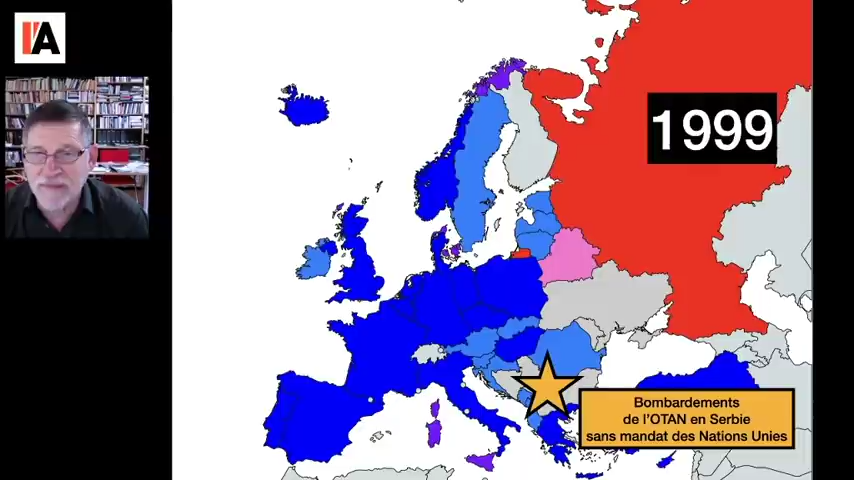 I'A
1999
Bombardements
de l'OTAN en Serbie
sans mandat des Nations Unies